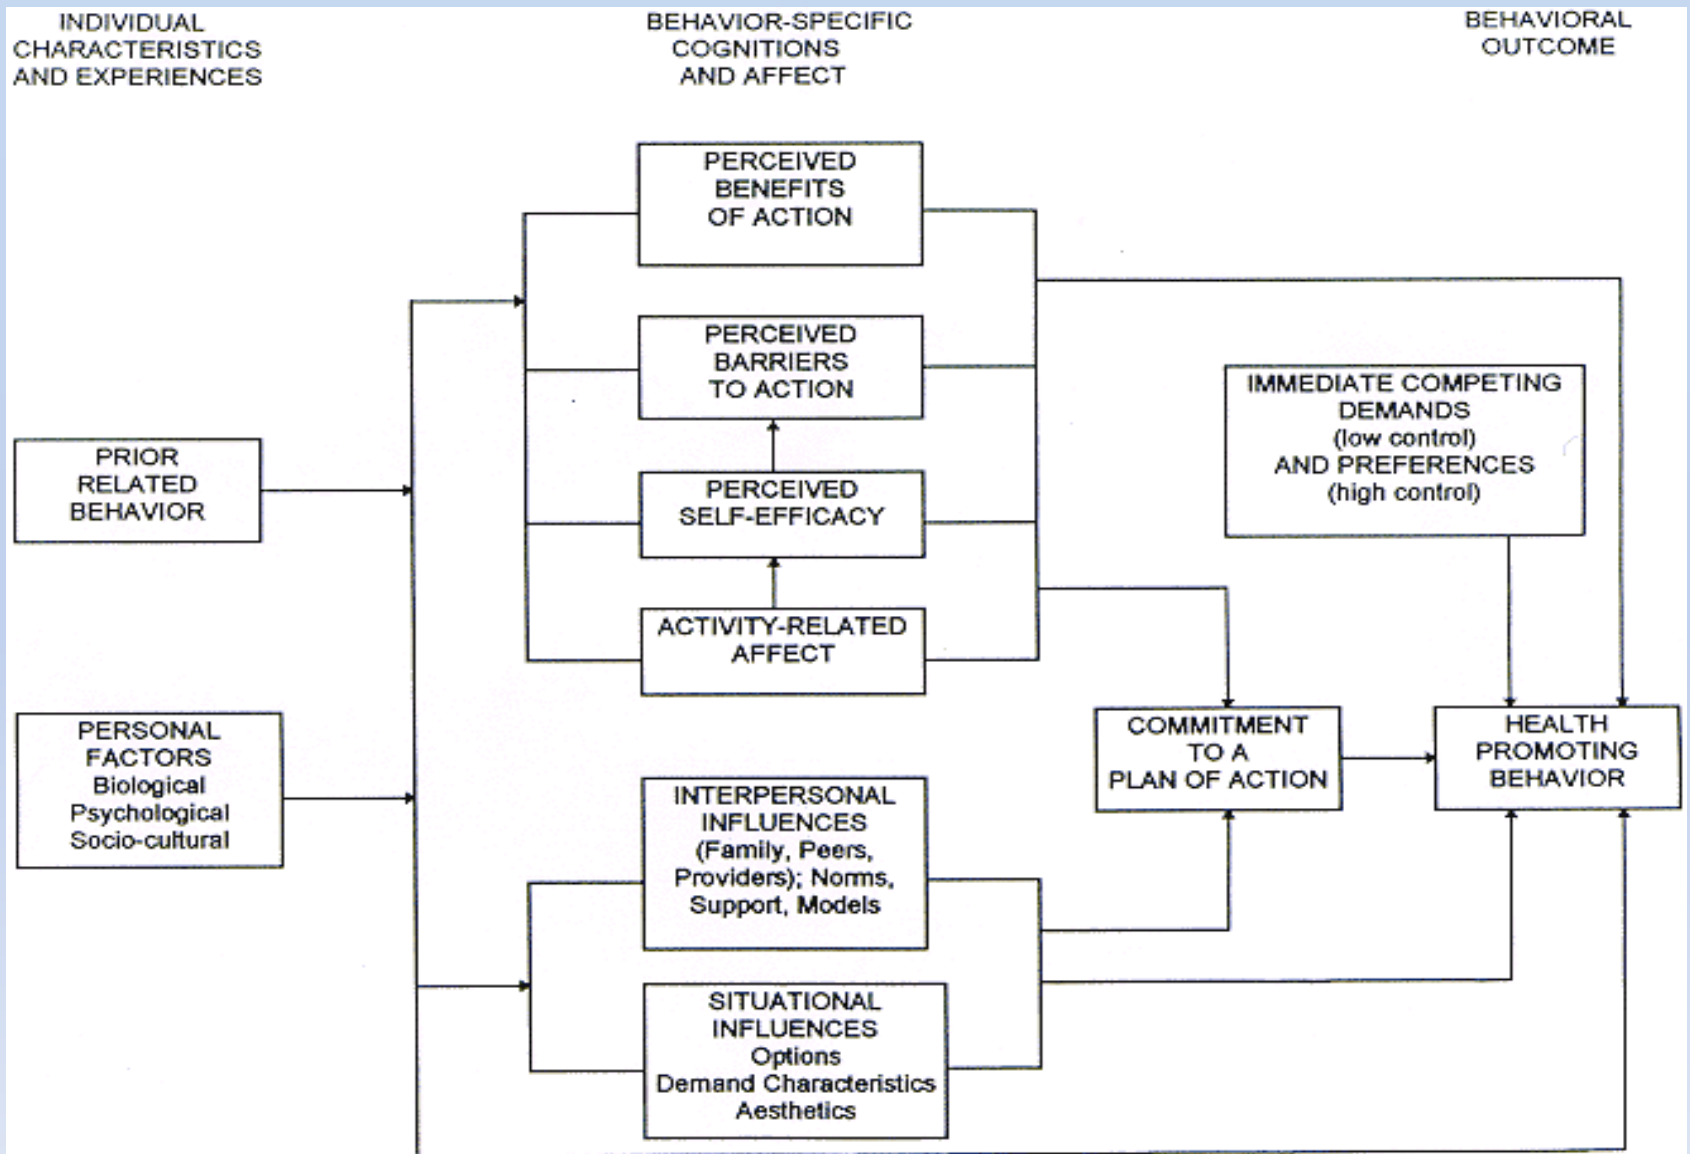 INDIVIDUAL
CHARACTERISTICS
AND EXPERIENCES
BEHAVIOR-SPECIFIC
COGNITIONS
AND AFFECT
BEHAVIORAL
OUTCOME
PERCEIVED
BENEFITS
OF ACTION
PERCEIVED
BARRIERS
TO ACTION
IMMEDIATE COMPETING
DEMANDS
(low control)
AND PREFERENCES
(high control)
PRIOR
RELATED
BEHAVIOR
PERCEIVED
SELF-EFFICACY
ACTIVITY-RELATED
AFFECT
PERSONAL
FACTORS
Biological
Psychological
Socio-cultural
COMMITMENT
TO A
PLAN OF ACTION
HEALTH
PROMOTING
BEHAVIOR
INTERPERSONAL
INFLUENCES
(Family, Peers,
Providers); Norms,
Support, Models
SITUATIONAL
INFLUENCES
Options
Demand Characteristics
Aesthetics